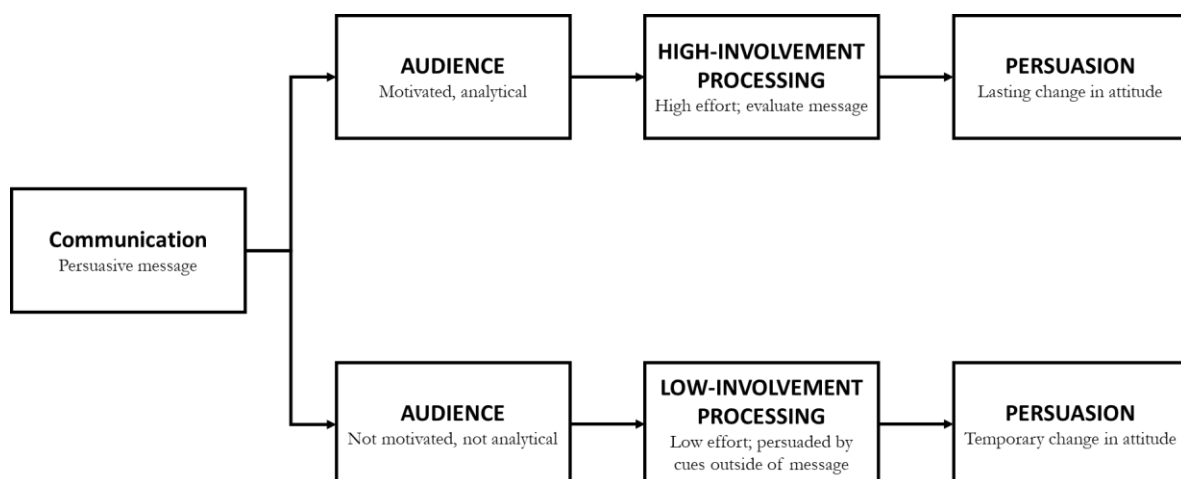 AUDIENCE
Motivated, analytical
HIGH-INVOLVEMENT
PROCESSING
High effort; evaluate message
PERSUASION
Lasting change in attitude
Communication
Persuasive message
AUDIENCE
Not motivated, not analytical
LOW-INVOLVEMENT
PROCESSING
Low effort; persuaded by
cues outside of message
PERSUASION
Temporary change in attitude